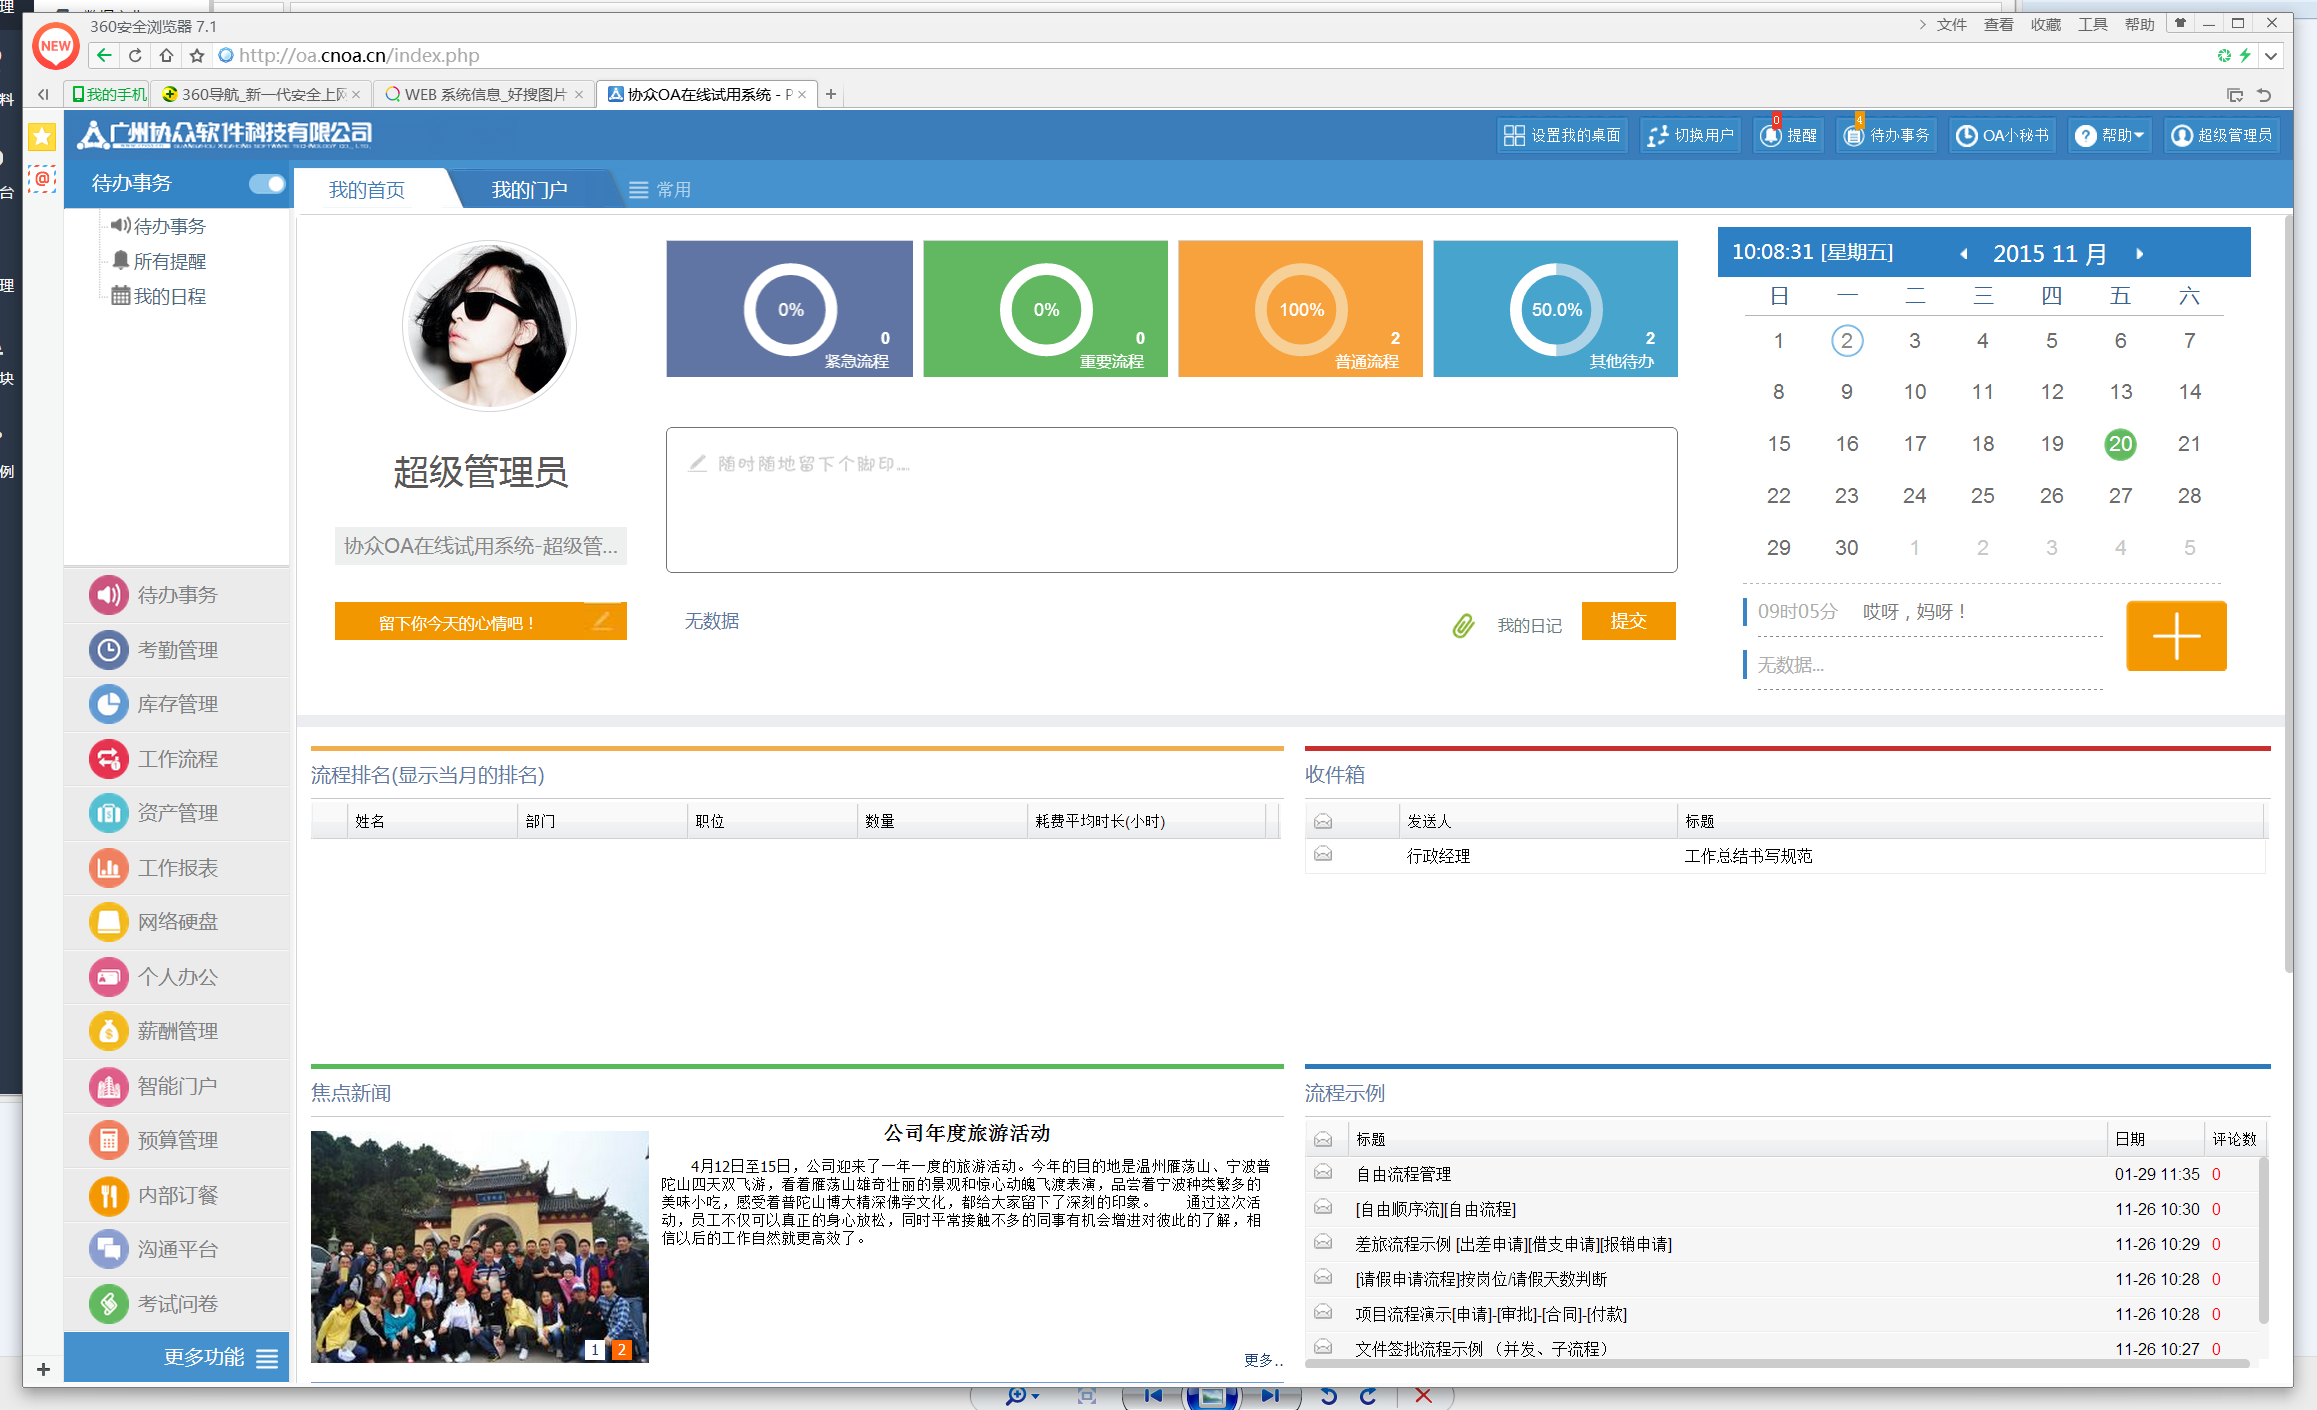 360安全浏览器 7.1
文件 查看 收藏 工具 帮助
NEW
http://oa.cnoa.cn/index.php
我的手机
360导航_新一代安全上网
WEB 系统信息_好搜图片
协众OA在线试用系统 - P
广州协众软件科技有限公司
GUANGZHOU XIEZHONG SOFTWARE TECHNOLOGY CO., LTD.
设置我的桌面
切换用户
0
提醒
4
待办事务
OA小秘书
帮助
超级管理员
待办事务
我的首页
我的门户
常用
待办事务
所有提醒
我的日程
超级管理员
协众OA在线试用系统-超级管...
留下你今天的心情吧！
0%
0
紧急流程
0%
0
重要流程
100%
2
普通流程
50.0%
2
其他待办
随时随地留下个脚印……
无数据
我的日记
提交
10:08:31 [星期五]
2015 11 月
日 一 二 三 四 五 六
1 2 3 4 5 6 7
8 9 10 11 12 13 14
15 16 17 18 19 20 21
22 23 24 25 26 27 28
29 30 1 2 3 4 5
09时05分 哎呀，妈呀！
无数据...
待办事务
考勤管理
库存管理
工作流程
资产管理
工作报表
网络硬盘
个人办公
薪酬管理
智能门户
预算管理
内部订餐
沟通平台
考试问卷
更多功能
流程排名(显示当月的排名)
姓名 部门 职位 数量 耗费平均时长(小时)
收件箱
发送人 标题
行政经理 工作总结书写规范
焦点新闻
公司年度旅游活动
4月12日至15日，公司迎来了一年一度的旅游活动。今年的目的地是温州雁荡山、宁波普
陀山四天双飞游，看着雁荡山雄奇壮丽的景观和惊心动魄飞渡表演，品尝着宁波种类繁多的
美味小吃，感受着普陀山博大精深佛学文化，都给大家留下了深刻的印象。 通过这次活
动，员工不仅可以真正的身心放松，同时平常接触不多的同事有机会增进对彼此的了解，相
信以后的工作自然就更高效了。
1 2
更多..
流程示例
标题 日期 评论数
自由流程管理 01-29 11:35 0
[自由顺序流][自由流程] 11-26 10:30 0
差旅流程示例 [出差申请][借支申请][报销申请] 11-26 10:29 0
[请假申请流程]按岗位/请假天数判断 11-26 10:28 0
项目流程演示[申请]-[审批]-[合同]-[付款] 11-26 10:28 0
文件签批流程示例 （并发、子流程） 11-26 10:27 0
理
料
台
理
块
例